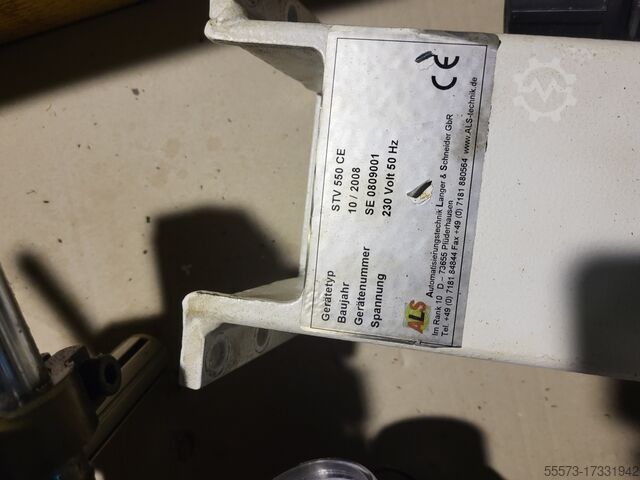 Gerätetyp STV 550 CE
Baujahr 10 / 2008
Gerätenummer SE 0809001
Spannung 230 Volt 50 Hz
CE
ALS
Automatisierungstechnik Langer & Schneider GbR
Im Rank 10 D – 73655 Plüderhausen
Tel. +49 (0) 7181 84844 Fax +49 (0) 7181 880564 www.ALS-technik.de
55573-17331942